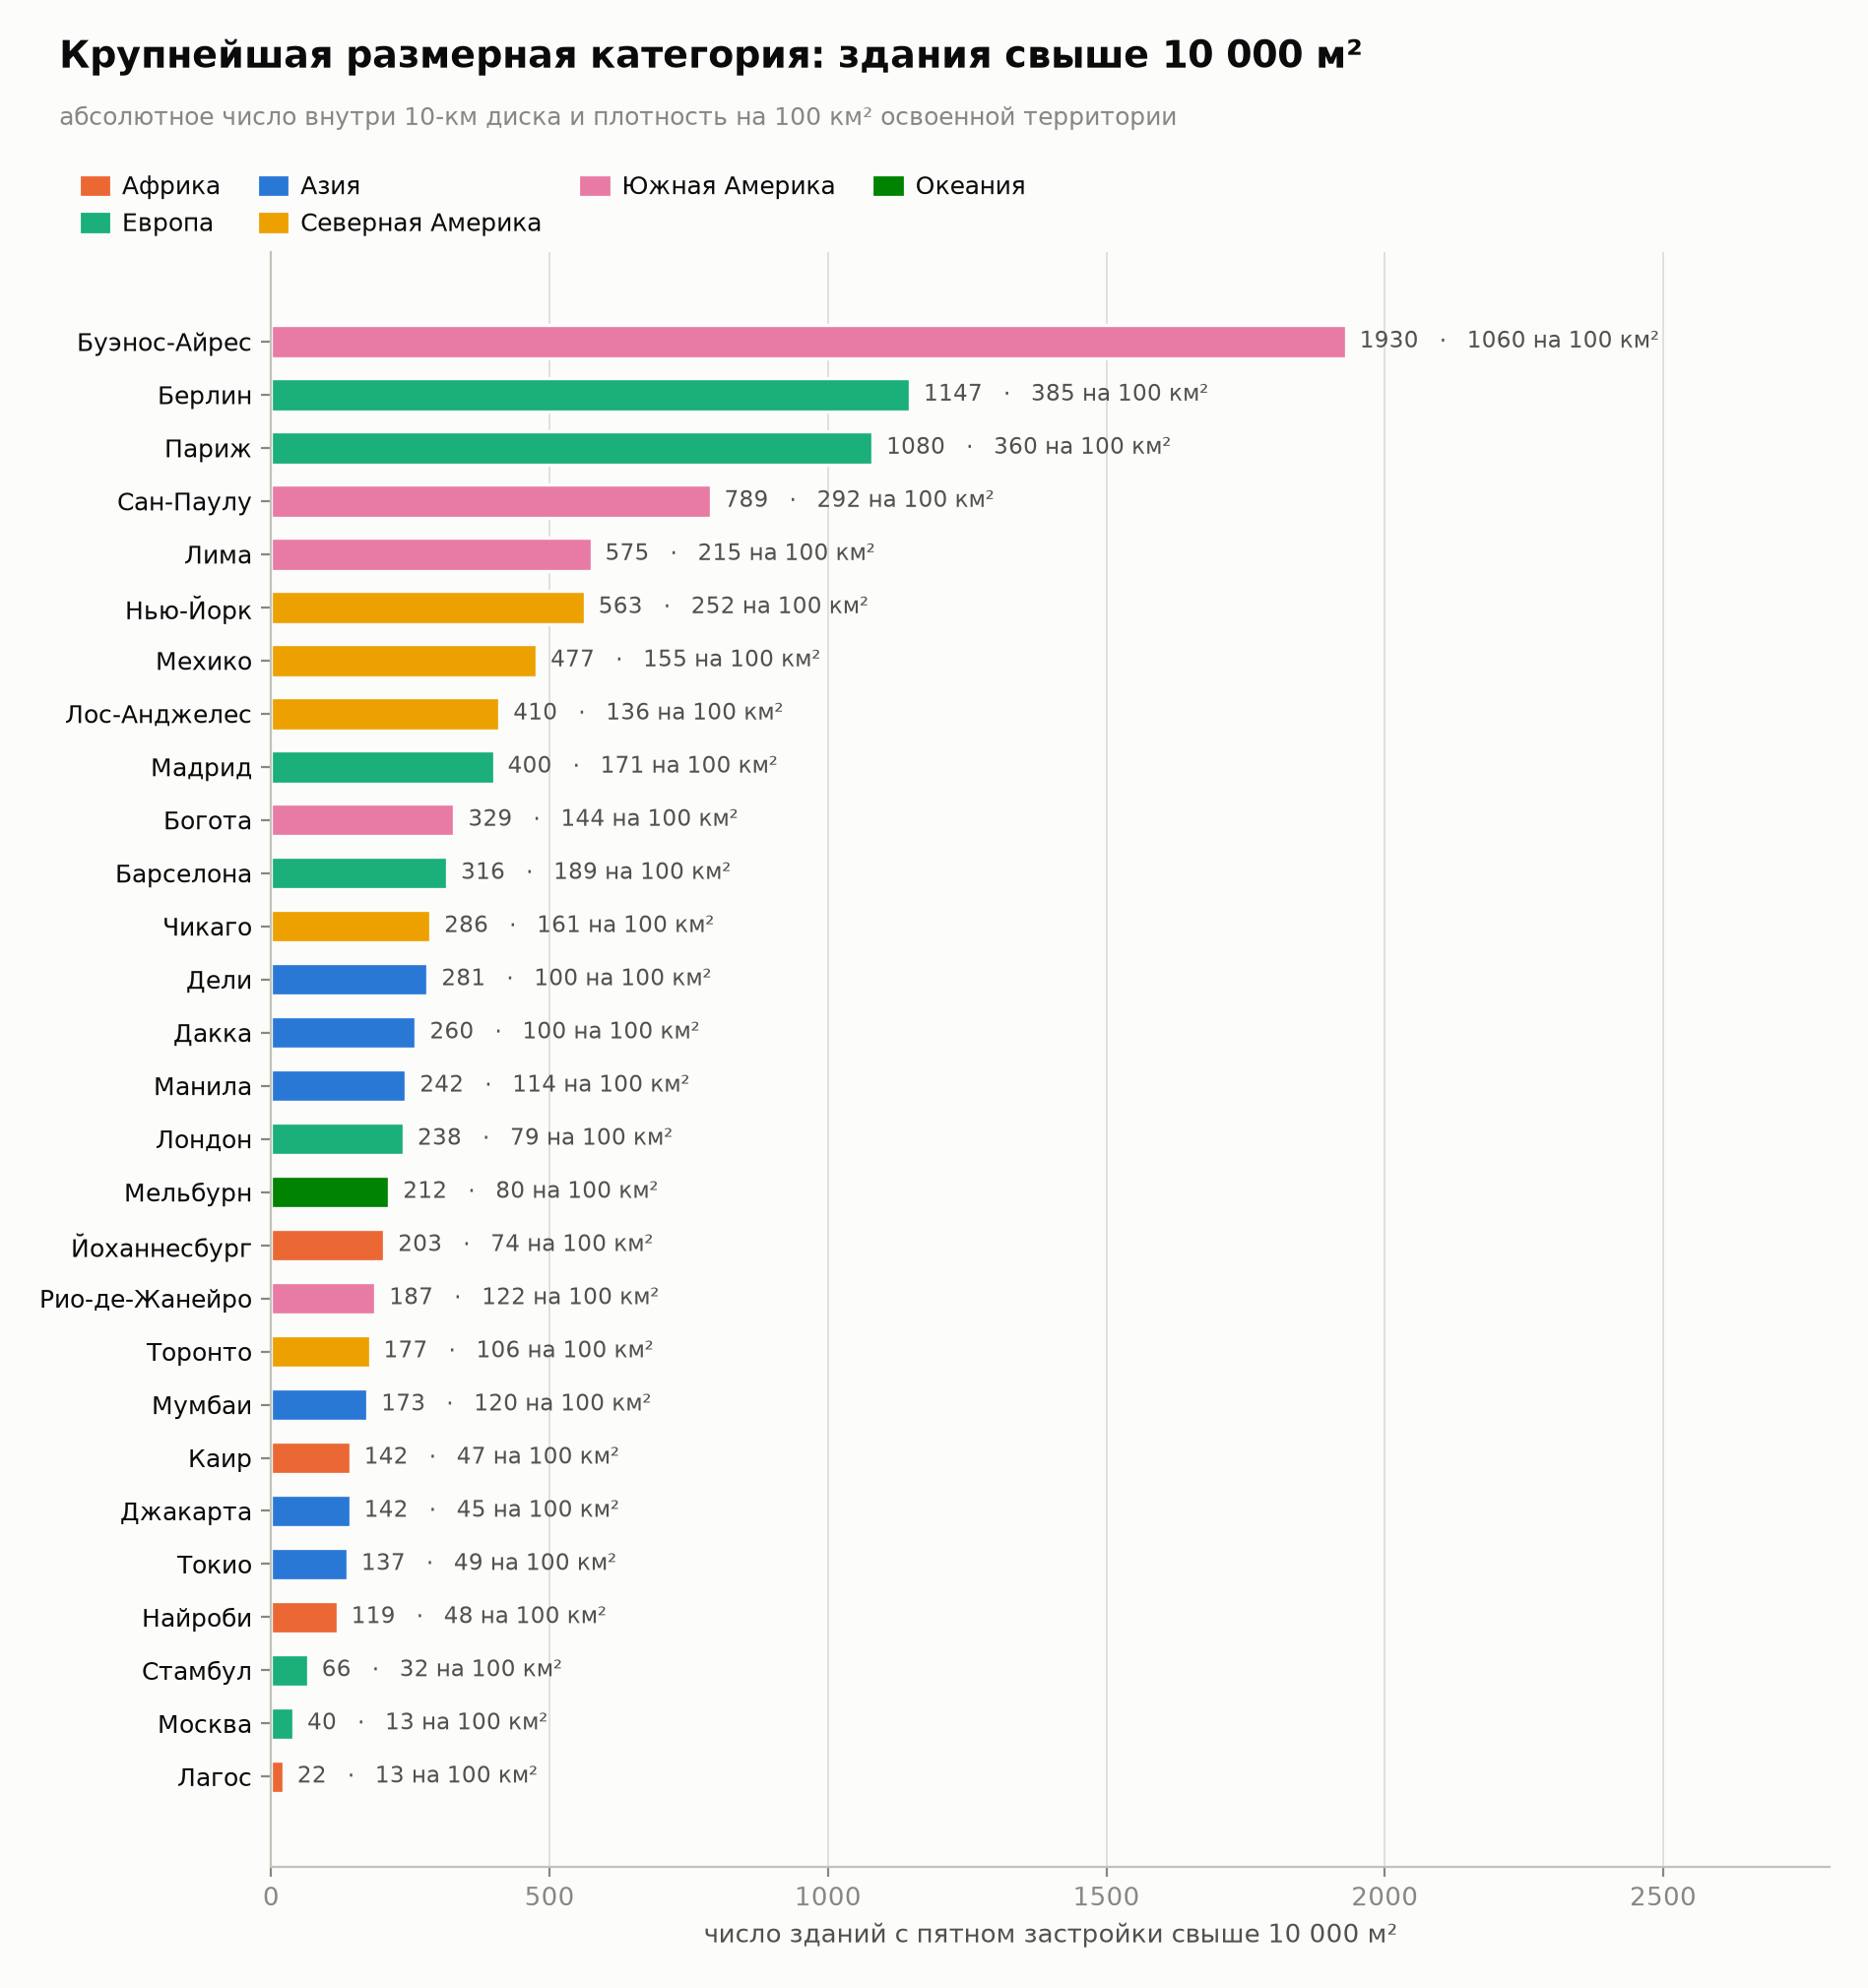 Крупнейшая размерная категория: здания свыше 10 000 м²
абсолютное число внутри 10-км диска и плотность на 100 км² освоенной территории
Африка Азия Южная Америка Океания
Европа Северная Америка
Буэнос-Айрес 1930 · 1060 на 100 км²
Берлин 1147 · 385 на 100 км²
Париж 1080 · 360 на 100 км²
Сан-Паулу 789 · 292 на 100 км²
Лима 575 · 215 на 100 км²
Нью-Йорк 563 · 252 на 100 км²
Мехико 477 · 155 на 100 км²
Лос-Анджелес 410 · 136 на 100 км²
Мадрид 400 · 171 на 100 км²
Богота 329 · 144 на 100 км²
Барселона 316 · 189 на 100 км²
Чикаго 286 · 161 на 100 км²
Дели 281 · 100 на 100 км²
Дакка 260 · 100 на 100 км²
Манила 242 · 114 на 100 км²
Лондон 238 · 79 на 100 км²
Мельбурн 212 · 80 на 100 км²
Йоханнесбург 203 · 74 на 100 км²
Рио-де-Жанейро 187 · 122 на 100 км²
Торонто 177 · 106 на 100 км²
Мумбаи 173 · 120 на 100 км²
Каир 142 · 47 на 100 км²
Джакарта 142 · 45 на 100 км²
Токио 137 · 49 на 100 км²
Найроби 119 · 48 на 100 км²
Стамбул 66 · 32 на 100 км²
Москва 40 · 13 на 100 км²
Лагос 22 · 13 на 100 км²
0 500 1000 1500 2000 2500
число зданий с пятном застройки свыше 10 000 м²